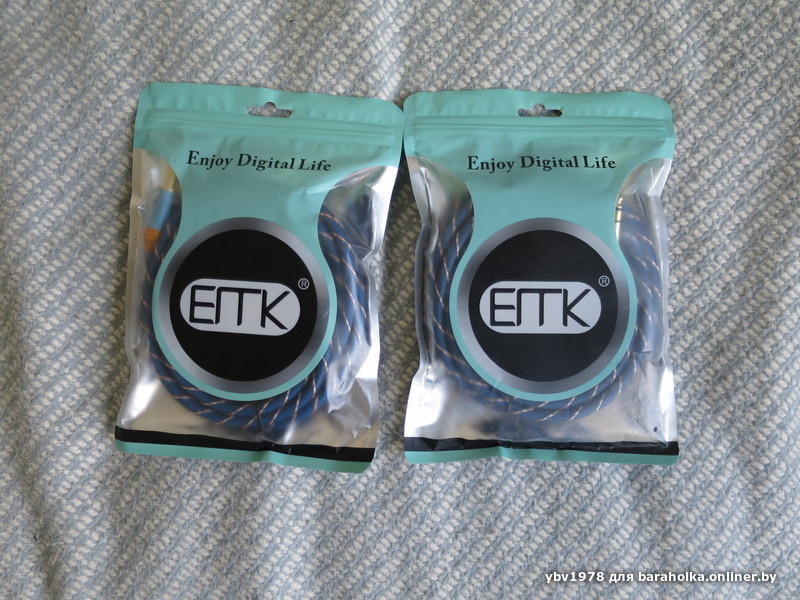 Enjoy Digital Life
EMK
®
Enjoy Digital Life
EMK
®
ybv1978 для baraholka.onliner.by